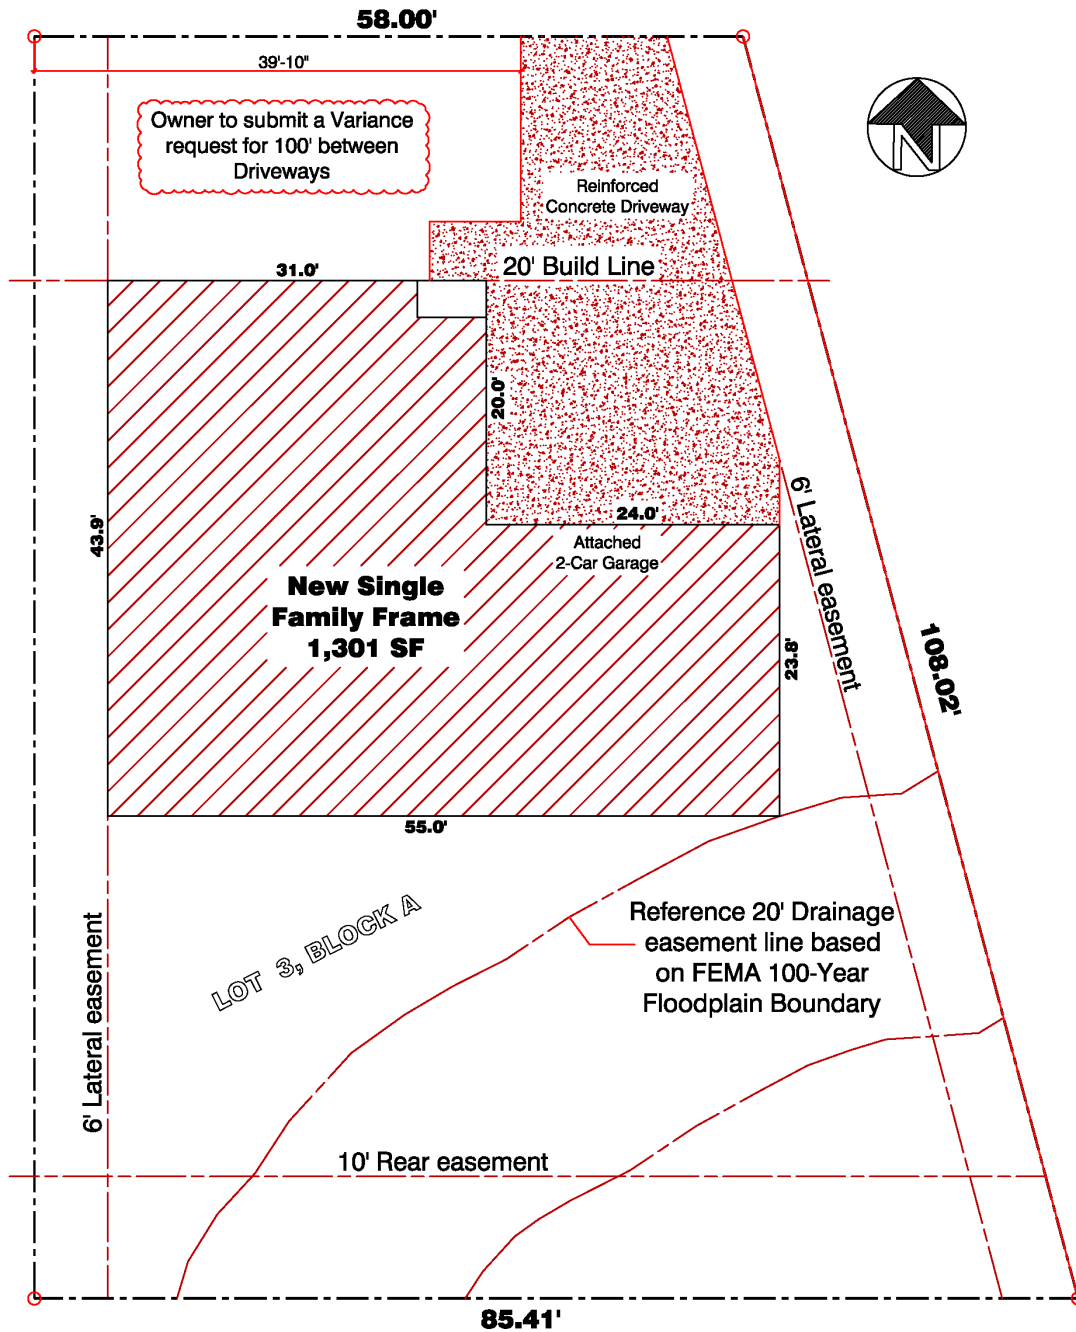 58.00'
39'-10"
Owner to submit a Variance
request for 100' between
Driveways
N
Reinforced
Concrete Driveway
20' Build Line
31.0'
20.0'
24.0'
Attached
2-Car Garage
43.9'
New Single
Family Frame
1,301 SF
6' Lateral easement
23.8'
108.02'
55.0'
LOT 3, BLOCK A
Reference 20' Drainage
easement line based
on FEMA 100-Year
Floodplain Boundary
6' Lateral easement
10' Rear easement
85.41'